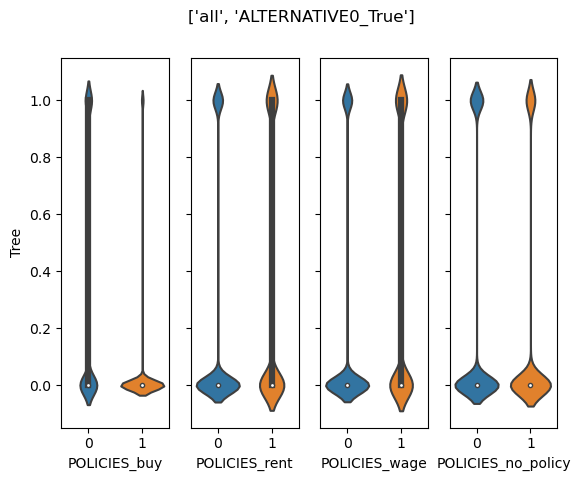 ['all', 'ALTERNATIVE0_True']
Tree
1.0
0.8
0.6
0.4
0.2
0.0
0 1
POLICIES_buy
0 1
POLICIES_rent
0 1
POLICIES_wage
0 1
POLICIES_no_policy